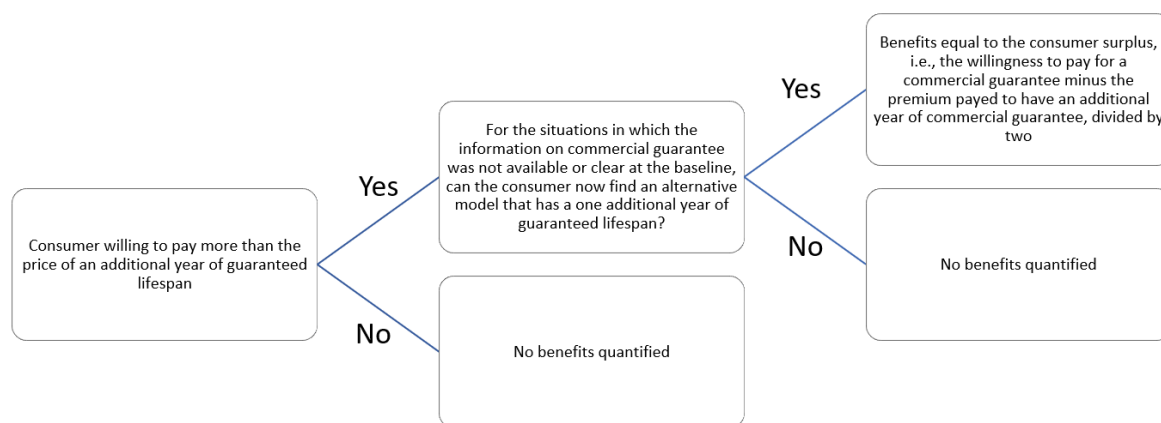 Consumer willing to pay more than the
price of an additional year of guaranteed
lifespan
Yes
No
For the situations in which the
information on commercial guarantee
was not available or clear at the baseline,
can the consumer now find an alternative
model that has a one additional year of
guaranteed lifespan?
No benefits quantified
Yes
No
Benefits equal to the consumer surplus,
i.e., the willingness to pay for a
commercial guarantee minus the
premium payed to have an additional
year of commercial guarantee, divided by
two
No benefits quantified